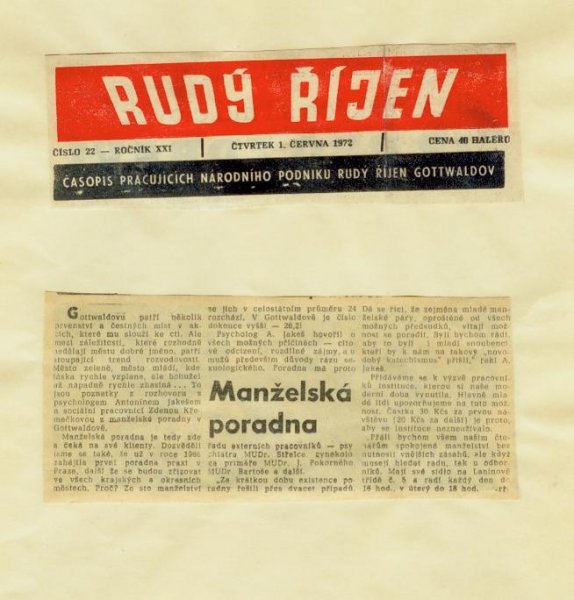 RUDÝ ŘÍJEN
ČÍSLO 22 — ROČNÍK XXI
ČTVRTEK 1. ČERVNA 1972
CENA 40 HALÉŘŮ
ČASOPIS PRACUJÍCÍCH NÁRODNÍHO PODNIKU RUDÝ ŘÍJEN GOTTWALDOV
Gottwaldovu patří několik
prvenství a čestných míst v ak-
cích, které mu slouží ke cti. Ale
mezi záležitosti, které rozhodně
nedělají městu dobré jméno, patří
stoupající trend rozvodovosti.
Město zeleně, město mládí, kde
láska rychle vzplane, ale bohužel
až nápadně rychle zhasíná . . . To
jsou poznatky z rozhovoru s
psychologem Antonínem Jakešem
a sociální pracovnicí Zdenou Kře-
mečkovou z manželské poradny v
Gottwaldově.
Manželská poradna je tedy zde
a čeká na své klienty. Dozvěděli
jsme se také, že už v roce 1966
zahájila první poradna praxi v
Praze, další že se budou zřizovat
ve všech krajských a okresních
městech. Proč? Ze sto manželství
se jich v celostátním průměru 24
rozchází. V Gottwaldově je číslo
dokonce vyšší — 26,2!
Psycholog A. Jakeš hovořil o
všech možných příčinách — cito-
vé odcizení, rozdílné zájmy, a u
mužů především důvody rázu se-
xuologického. Poradna má proto
Manželská
poradna
řadu externích pracovníků — psy
chiatra MUDr. Střelce, gynekolo
ga primáře MUDr. J. Pokorného
MUDr Bartoše a další.
„Za krátkou dobu existence po
radny řešili přes dvacet případů.
Dá se říci, že zejména mladé man-
želské páry, oproštěné od všech
možných předsudků, vítají mož-
nost se poradit. Byli bychom rádi,
aby to byli i mladí snoubenci,
kteří by k nám na takový „novo-
dobý katechismus“ přišli,“ řekl A.
Jakeš.
Přidáváme se k výzvě pracovní-
ků instituce, kterou si naše mo-
derní doba vynutila. Hlavně mla-
dé lidi upozorňujeme na tuto mož-
nost. Částka 30 Kčs za první ná-
vštěvu (20 Kčs za další) je proto,
aby se instituce nezneužívalo.
Přáli bychom všem našim čte-
nářům spokojená manželství bez
nutnosti vnějších zásahů, ale když
musejí hledat radu, tak u odbor-
níků. Mají své sídlo na Leninově
třídě č. 5 a radí každý den do
16 hod., v úterý do 18 hod.